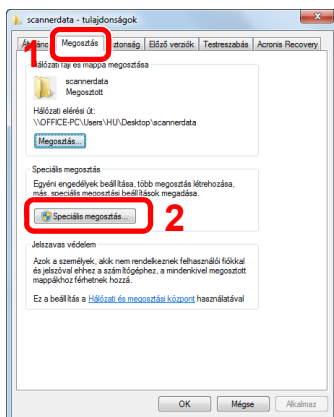 scannerdata - tulajdonságok
Megosztás Előző verziók Testreszabás Acronis Recovery
1
Hálózati fájl és mappa megosztása
scannerdata
Megosztott
Hálózati elérési út:
\\OFFICE-PC\Users\HU\Desktop\scannerdata
Megosztás...
Speciális megosztás
Egyéni engedélyek beállítása, több megosztás létrehozása,
más, speciális megosztási beállítások megadása.
Speciális megosztás...
2
Jelszavas védelem
Azok a személyek, akik nem rendelkeznek felhasználói fiókkal
és jelszóval ehhez a számítógéphez, a mindenkivel megosztott
mappákhoz férhetnek hozzá.
Ez a beállítás a Hálózati és megosztási központ használatával
OK Mégse Alkalmaz